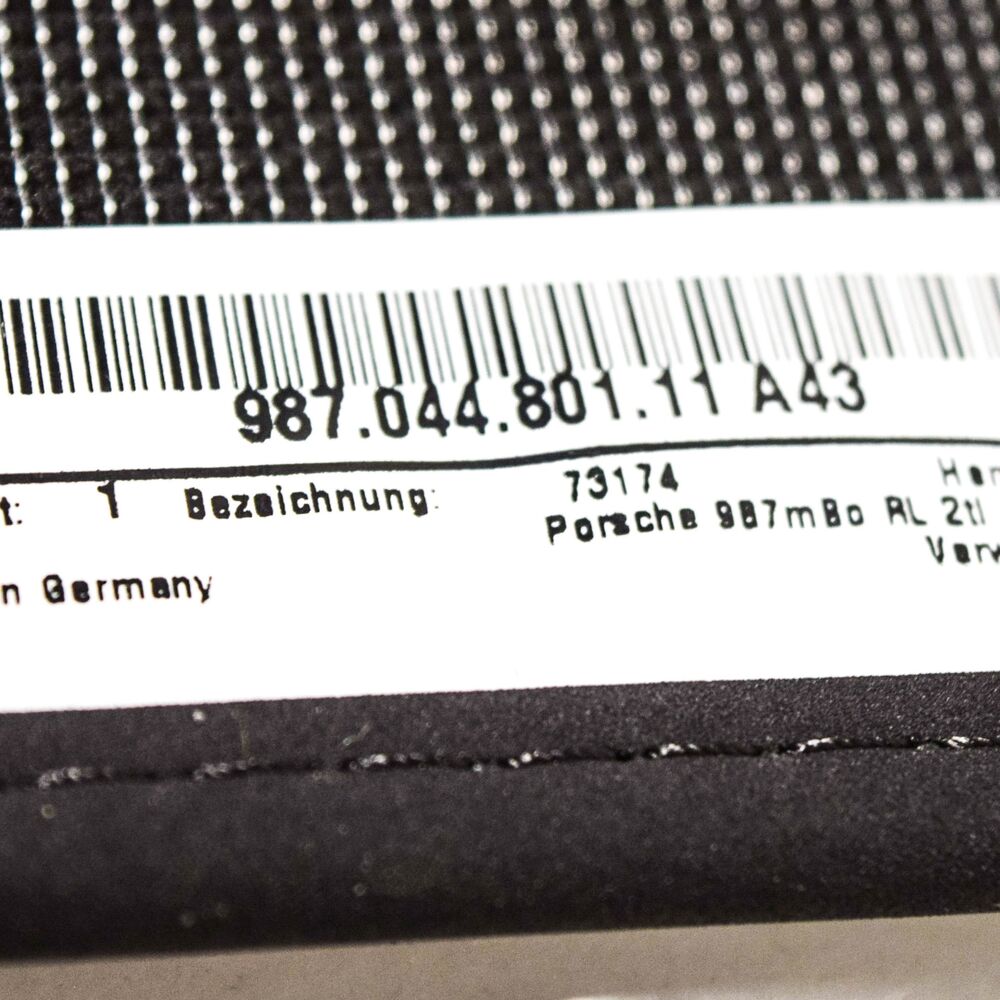 987.044.801.11 A43
t: 1 Bezeichnung: 73174 Her
Porsche 987mBo RL 2tl
Verw
n Germany